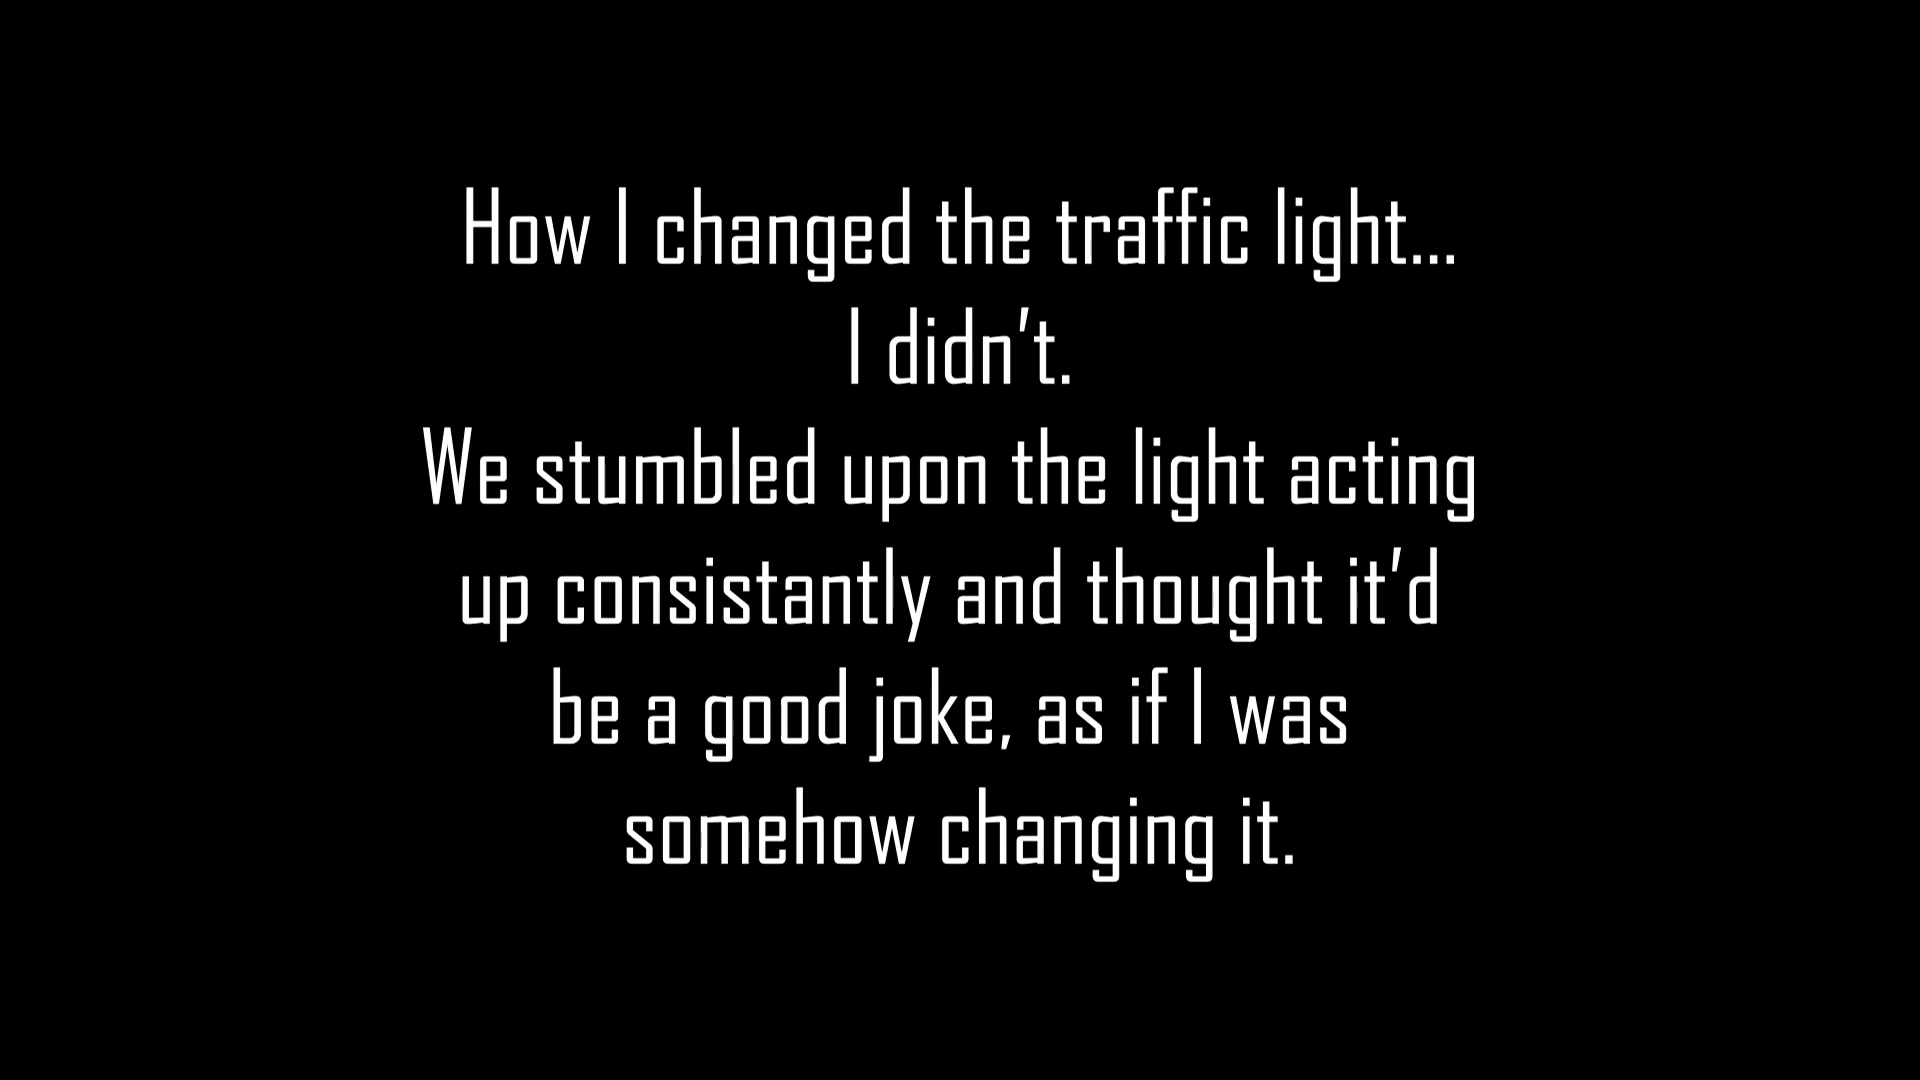 How I changed the traffic light...
I didn't.
We stumbled upon the light acting
up consistantly and thought it'd
be a good joke, as if I was
somehow changing it.